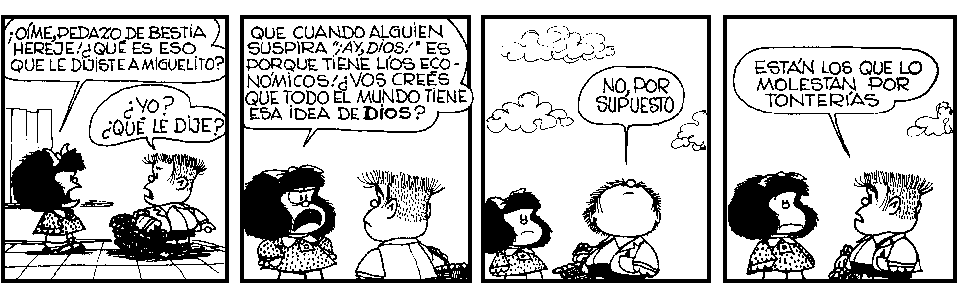 ¡OÍME, PEDAZO DE BESTIA
HEREJE! ¿QUÉ ES ESO
QUE LE DIJISTE A MIGUELITO?
¿YO?
¿QUÉ LE DIJE?
QUE CUANDO ALGUIEN
SUSPIRA "¡AY, DIOS!" ES
PORQUE TIENE LÍOS ECO-
NÓMICOS! ¿VOS CREÉS
QUE TODO EL MUNDO TIENE
ESA IDEA DE DIOS?
NO, POR
SUPUESTO
ESTÁN LOS QUE LO
MOLESTAN POR
TONTERÍAS